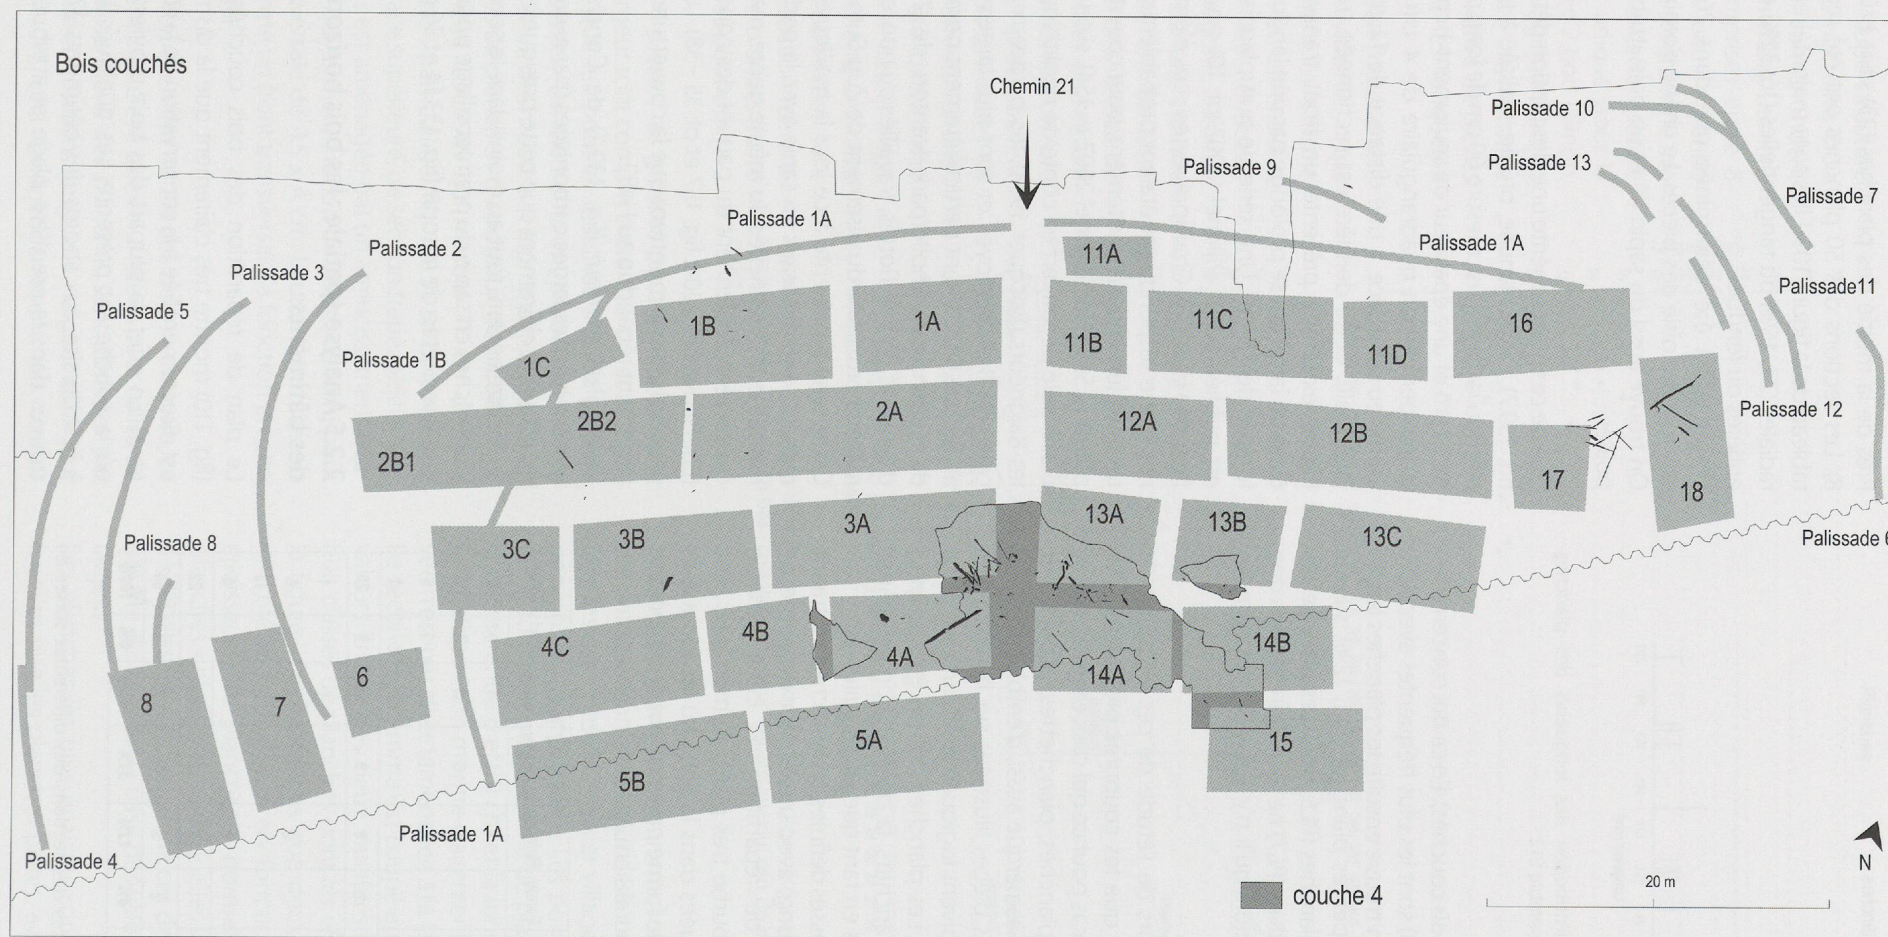 Bois couchés
Chemin 21
Palissade 10
Palissade 13
Palissade 9
Palissade 7
Palissade 1A
Palissade 1A
Palissade 2
Palissade 3
Palissade 5
Palissade11
Palissade 1B
Palissade 12
11A
1B
1A
11B
11C
11D
16
1C
2B2
2B1
2A
12A
12B
17
18
3C
3B
3A
13A
13B
13C
Palissade 8
Palissade 6
8
7
6
4C
4B
4A
14A
14B
5B
5A
15
Palissade 1A
Palissade 4
couche 4
20 m
N